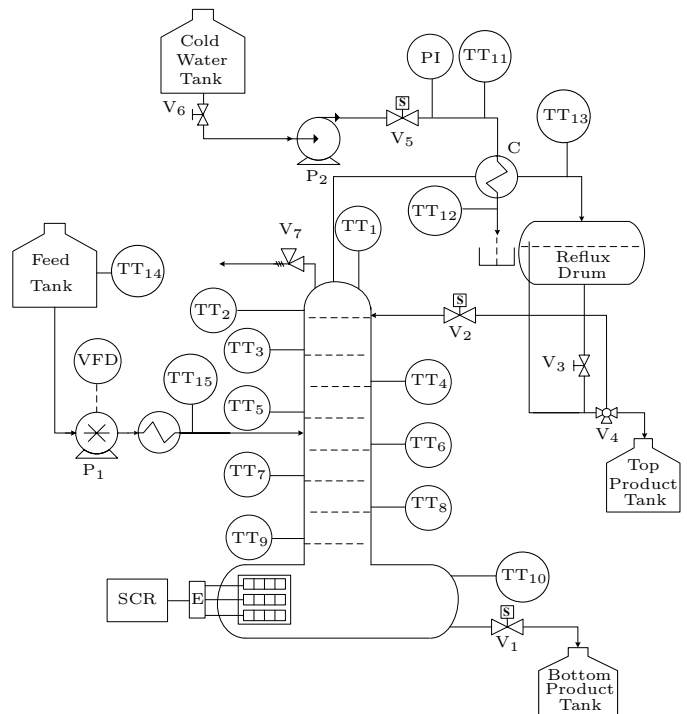 Cold
Water
Tank
V6
P2
S
V5
PI
TT11
TT13
C
TT12
TT1
V7
Reflux
Drum
Feed
Tank
TT14
TT2
S
V2
TT3
V3
VFD
TT15
TT4
TT5
V4
P1
TT6
TT7
Top
Product
Tank
TT8
TT9
TT10
SCR
E
S
V1
Bottom
Product
Tank